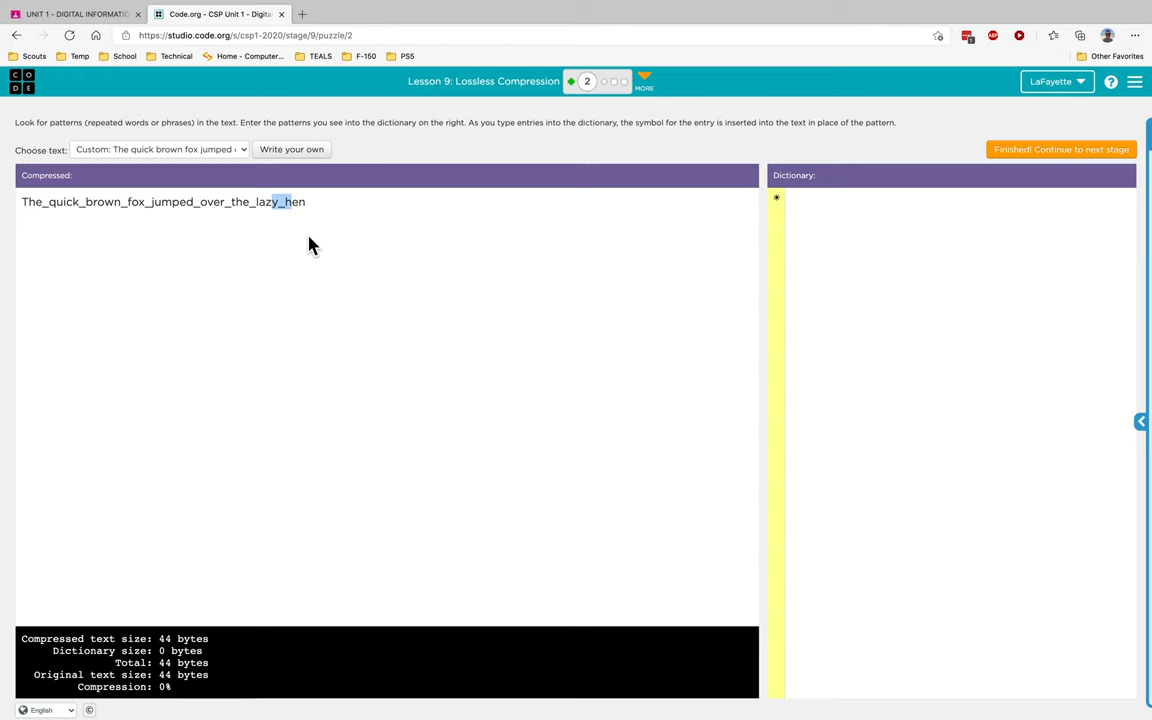 UNIT 1 - DIGITAL INFORMATIO
Code.org - CSP Unit 1 - Digita
https://studio.code.org/s/csp1-2020/stage/9/puzzle/2
Scouts
Temp
School
Technical
Home - Computer...
TEALS
F-150
PS5
Other Favorites
C O
D E
Lesson 9: Lossless Compression
2
MORE
LaFayette
?
Look for patterns (repeated words or phrases) in the text. Enter the patterns you see into the dictionary on the right. As you type entries into the dictionary, the symbol for the entry is inserted into the text in place of the pattern.
Choose text:
Custom: The quick brown fox jumped
Write your own
Finished! Continue to next stage
Compressed:
Dictionary:
The_quick_brown_fox_jumped_over_the_lazy_hen
Compressed text size: 44 bytes
Dictionary size: 0 bytes
Total: 44 bytes
Original text size: 44 bytes
Compression: 0%
English
©